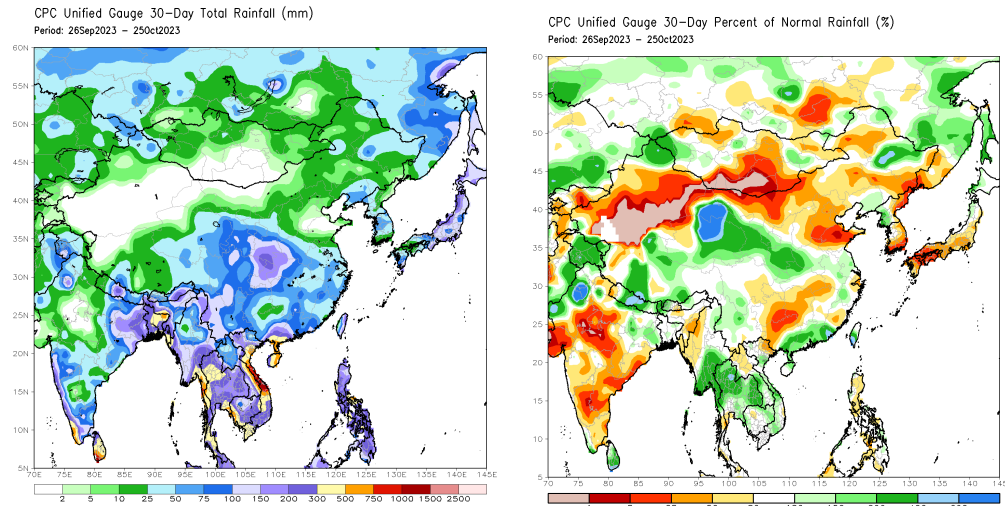 CPC Unified Gauge 30-Day Total Rainfall (mm)
Period: 26Sep2023 - 25Oct2023
60N
55N
50N
45N
40N
35N
30N
25N
20N
15N
10N
5N
70E 75E 80E 85E 90E 95E 100E 105E 110E 115E 120E 125E 130E 135E 140E 145E
2 5 10 25 50 75 100 150 200 300 500 750 1000 1500 2500
CPC Unified Gauge 30-Day Percent of Normal Rainfall (%)
Period: 26Sep2023 - 25Oct2023
60
55
50
45
40
35
30
25
20
15
10
5
70 75 80 85 90 95 100 105 110 115 120 125 130 135 140 145